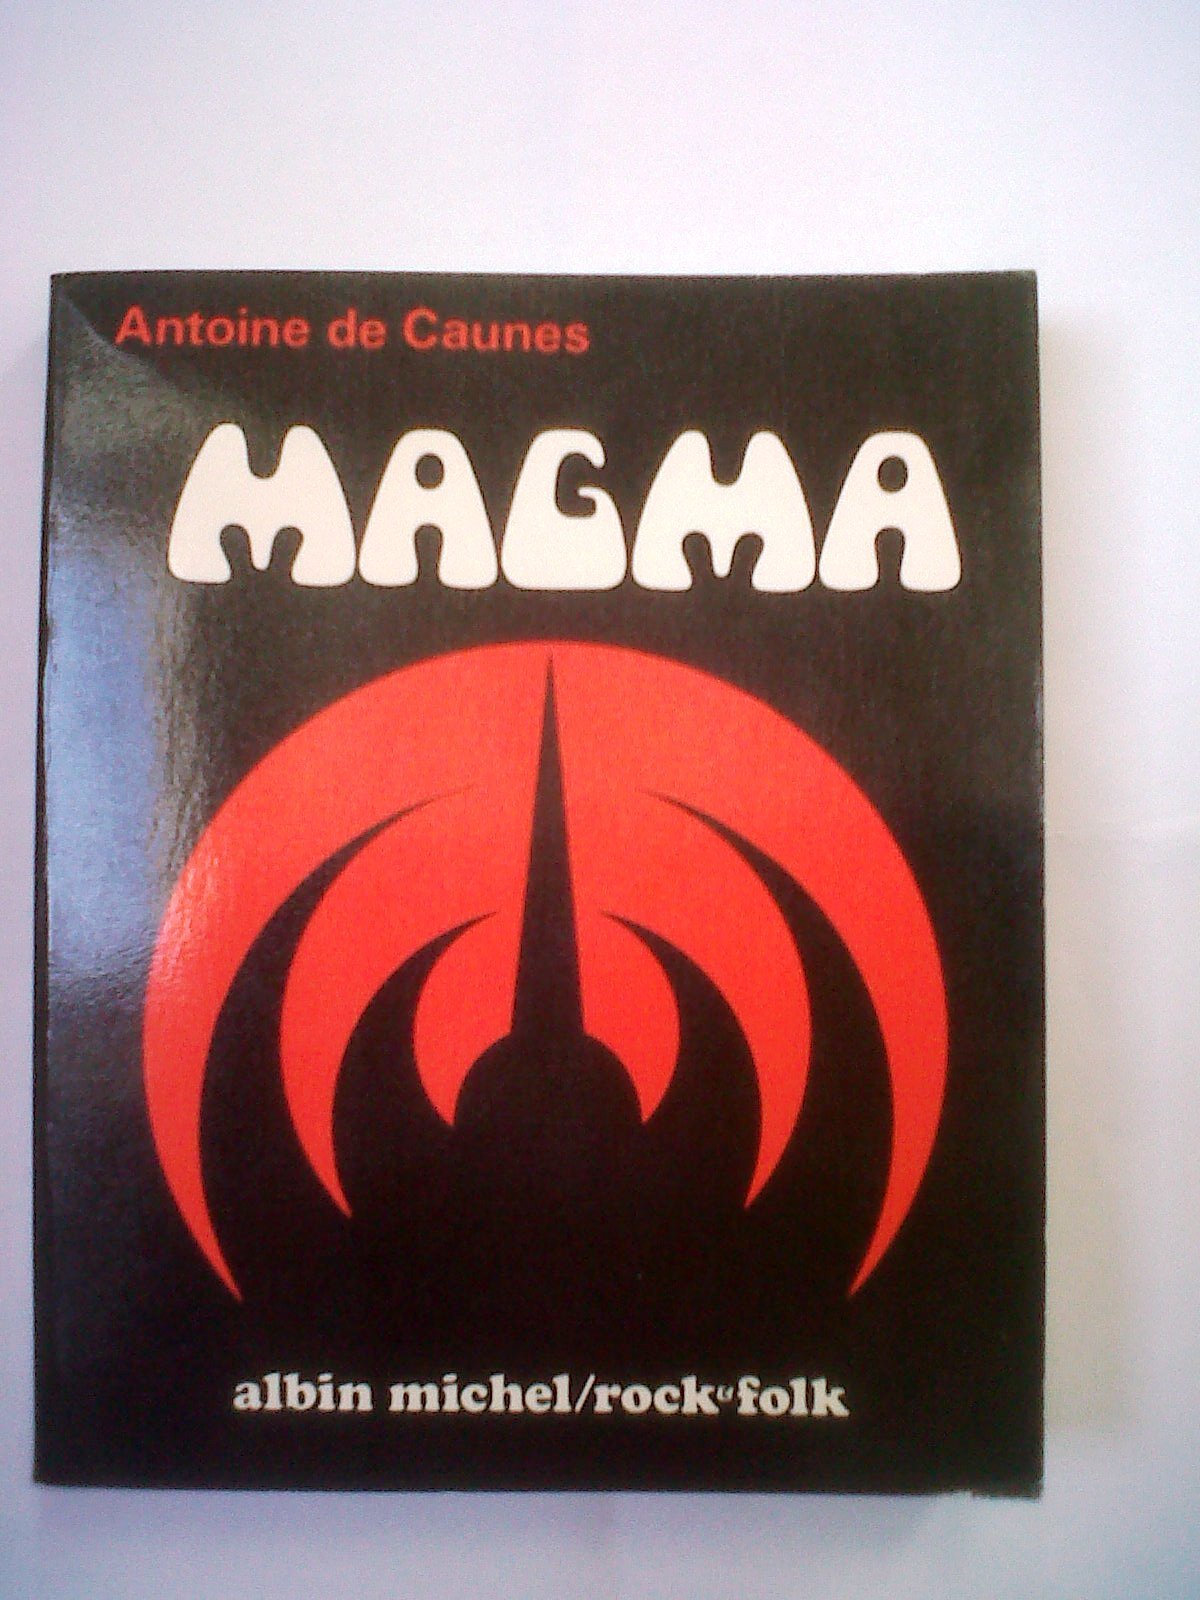 Antoine de Caunes
MAGMA
albin michel/rock & folk